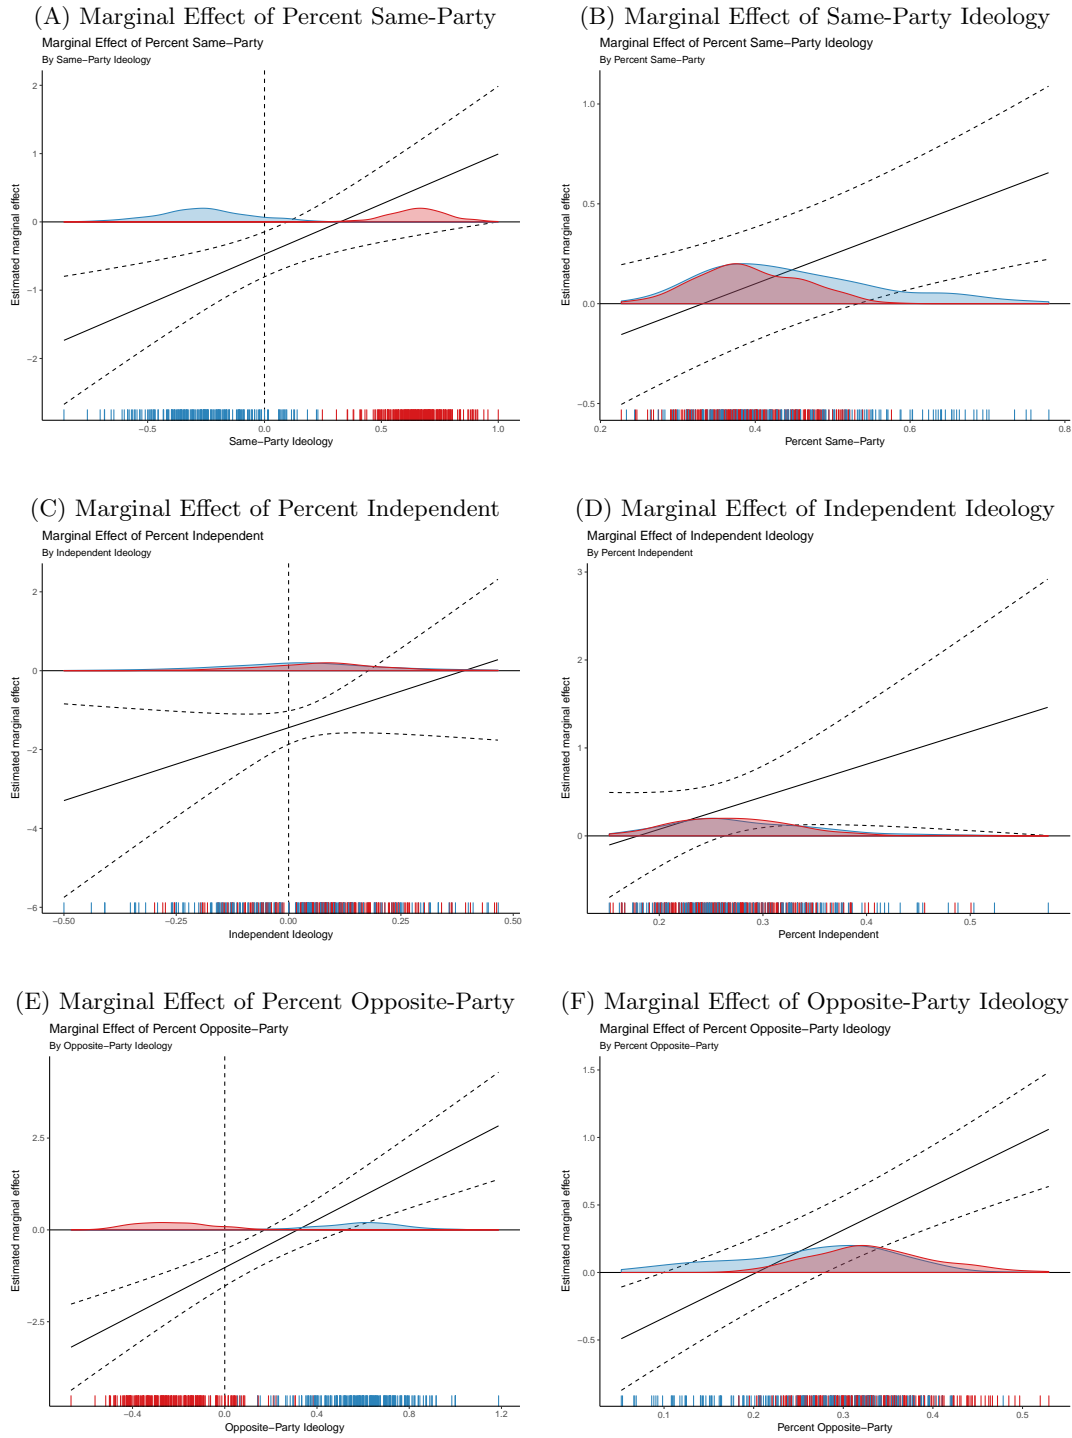 (A) Marginal Effect of Percent Same-Party
Marginal Effect of Percent Same−Party
By Same−Party Ideology
2
1
0
−1
−2
Estimated marginal effect
−0.5
0.0
0.5
1.0
Same−Party Ideology
(B) Marginal Effect of Same-Party Ideology
Marginal Effect of Percent Same−Party Ideology
By Percent Same−Party
1.0
0.5
0.0
−0.5
Estimated marginal effect
0.2
0.4
0.6
0.8
Percent Same−Party
(C) Marginal Effect of Percent Independent
Marginal Effect of Percent Independent
By Independent Ideology
2
0
−2
−4
−6
Estimated marginal effect
−0.50
−0.25
0.00
0.25
0.50
Independent Ideology
(D) Marginal Effect of Independent Ideology
Marginal Effect of Independent Ideology
By Percent Independent
3
2
1
0
Estimated marginal effect
0.2
0.3
0.4
0.5
Percent Independent
(E) Marginal Effect of Percent Opposite-Party
Marginal Effect of Percent Opposite−Party
By Opposite−Party Ideology
2.5
0.0
−2.5
Estimated marginal effect
−0.4
0.0
0.4
0.8
1.2
Opposite−Party Ideology
(F) Marginal Effect of Opposite-Party Ideology
Marginal Effect of Percent Opposite−Party Ideology
By Percent Opposite−Party
1.5
1.0
0.5
0.0
−0.5
Estimated marginal effect
0.1
0.2
0.3
0.4
0.5
Percent Opposite−Party